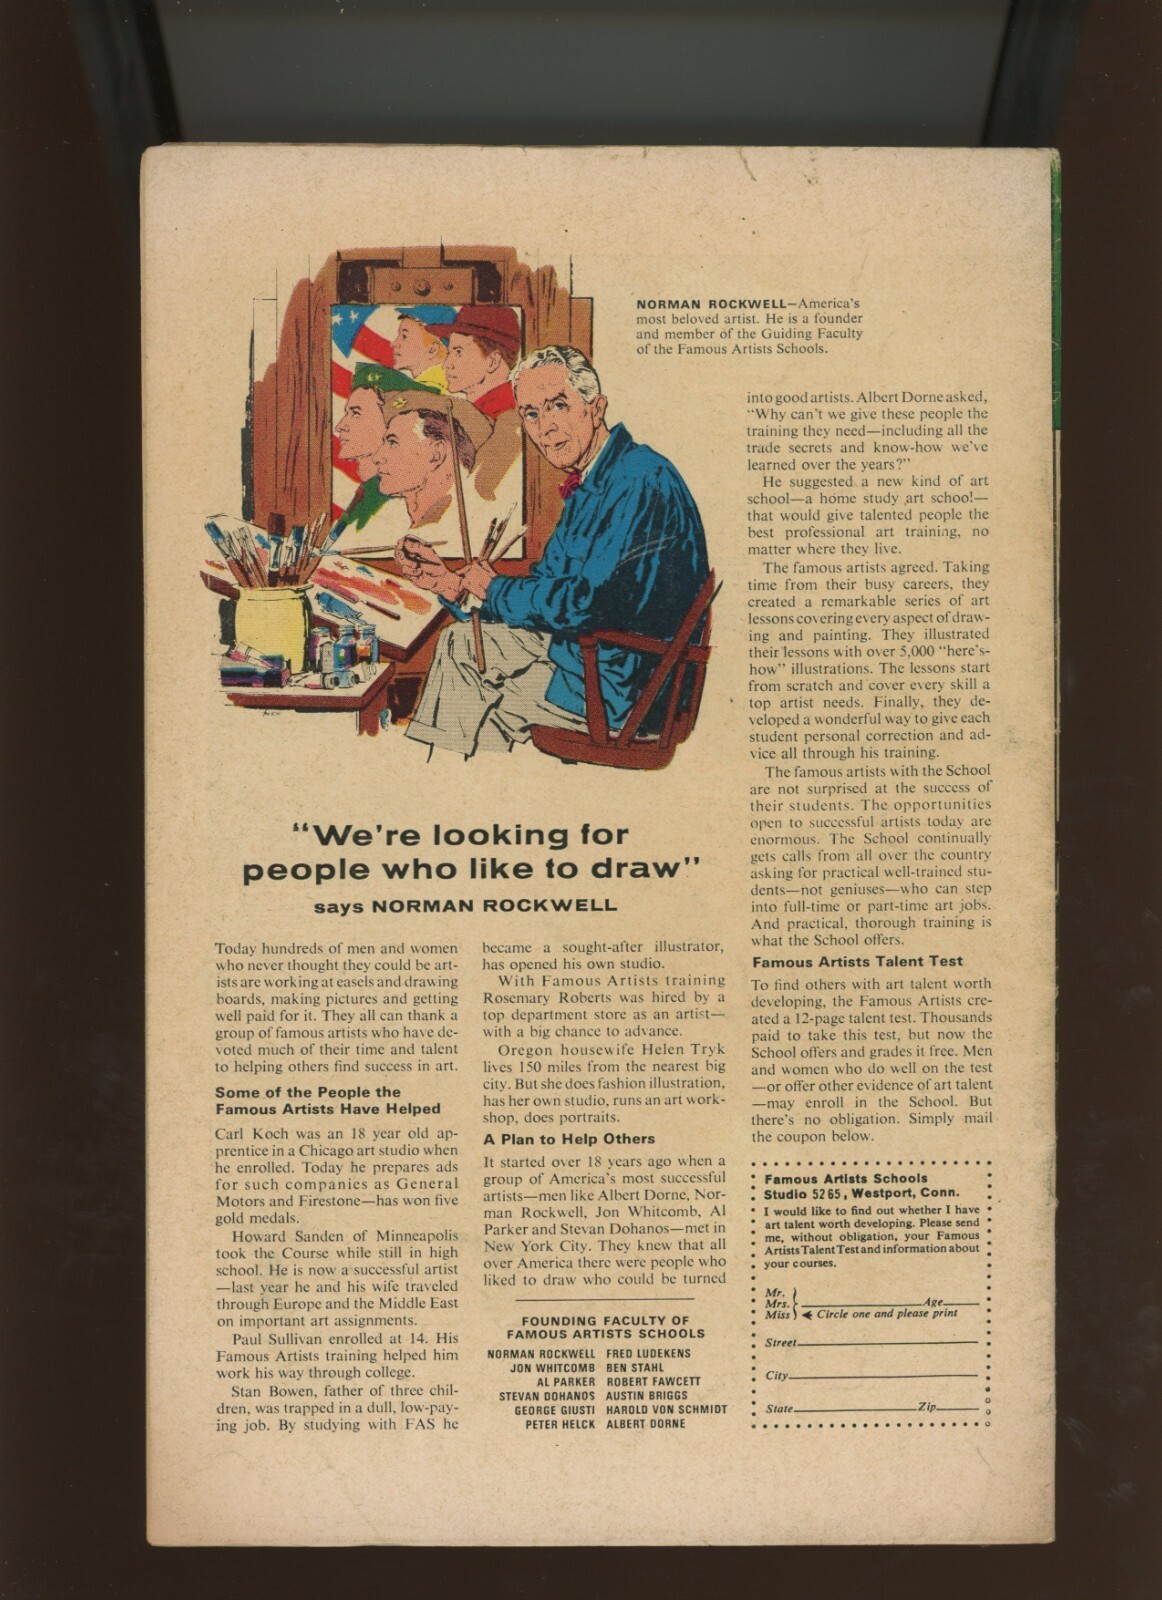 NORMAN ROCKWELL—America's
most beloved artist. He is a founder
and member of the Guiding Faculty
of the Famous Artists Schools.
"We're looking for
people who like to draw"
says NORMAN ROCKWELL
Today hundreds of men and women
who never thought they could be art-
ists are working at easels and drawing
boards, making pictures and getting
well paid for it. They all can thank a
group of famous artists who have de-
voted much of their time and talent
to helping others find success in art.
Some of the People the
Famous Artists Have Helped
Carl Koch was an 18 year old ap-
prentice in a Chicago art studio when
he enrolled. Today he prepares ads
for such companies as General
Motors and Firestone—has won five
gold medals.
Howard Sanden of Minneapolis
took the Course while still in high
school. He is now a successful artist
—last year he and his wife traveled
through Europe and the Middle East
on important art assignments.
Paul Sullivan enrolled at 14. His
Famous Artists training helped him
work his way through college.
Stan Bowen, father of three chil-
dren, was trapped in a dull, low-pay-
ing job. By studying with FAS he
became a sought-after illustrator,
has opened his own studio.
With Famous Artists training
Rosemary Roberts was hired by a
top department store as an artist—
with a big chance to advance.
Oregon housewife Helen Tryk
lives 150 miles from the nearest big
city. But she does fashion illustration,
has her own studio, runs an art work-
shop, does portraits.
A Plan to Help Others
It started over 18 years ago when a
group of America's most successful
artists—men like Albert Dorne, Nor-
man Rockwell, Jon Whitcomb, Al
Parker and Stevan Dohanos—met in
New York City. They knew that all
over America there were people who
liked to draw who could be turned
FOUNDING FACULTY OF
FAMOUS ARTISTS SCHOOLS
NORMAN ROCKWELL FRED LUDEKENS
JON WHITCOMB BEN STAHL
AL PARKER ROBERT FAWCETT
STEVAN DOHANOS AUSTIN BRIGGS
GEORGE GIUSTI HAROLD VON SCHMIDT
PETER HELCK ALBERT DORNE
into good artists. Albert Dorne asked,
"Why can't we give these people the
training they need—including all the
trade secrets and know-how we've
learned over the years?"
He suggested a new kind of art
school—a home study art school—
that would give talented people the
best professional art training, no
matter where they live.
The famous artists agreed. Taking
time from their busy careers, they
created a remarkable series of art
lessons covering every aspect of draw-
ing and painting. They illustrated
their lessons with over 5,000 "here's-
how" illustrations. The lessons start
from scratch and cover every skill a
top artist needs. Finally, they de-
veloped a wonderful way to give each
student personal correction and ad-
vice all through his training.
The famous artists with the School
are not surprised at the success of
their students. The opportunities
open to successful artists today are
enormous. The School continually
gets calls from all over the country
asking for practical well-trained stu-
dents—not geniuses—who can step
into full-time or part-time art jobs.
And practical, thorough training is
what the School offers.
Famous Artists Talent Test
To find others with art talent worth
developing, the Famous Artists cre-
ated a 12-page talent test. Thousands
paid to take this test, but now the
School offers and grades it free. Men
and women who do well on the test
—or offer other evidence of art talent
—may enroll in the School. But
there's no obligation. Simply mail
the coupon below.
Famous Artists Schools
Studio 5265, Westport, Conn.
I would like to find out whether I have
art talent worth developing. Please send
me, without obligation, your Famous
Artists Talent Test and information about
your courses.
Mr.
Mrs. Age
Miss Circle one and please print
Street
City
State Zip